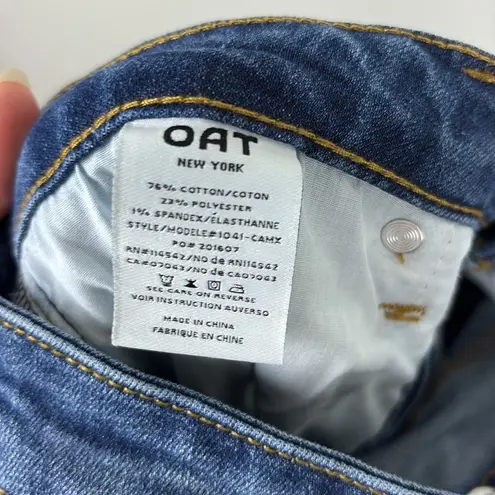 OAT
NEW YORK
76% COTTON/COTON
23% POLYESTER
1% SPANDEX/ÉLASTHANNE
STYLE/MODELE#1041-CAMX
PO# 201607
RN#114542/NO de RN114542
CA#07063/NO de CA07063
SEE CARE ON REVERSE
VOIR INSTRUCTION AUVERSO
MADE IN CHINA
FABRIQUE EN CHINE